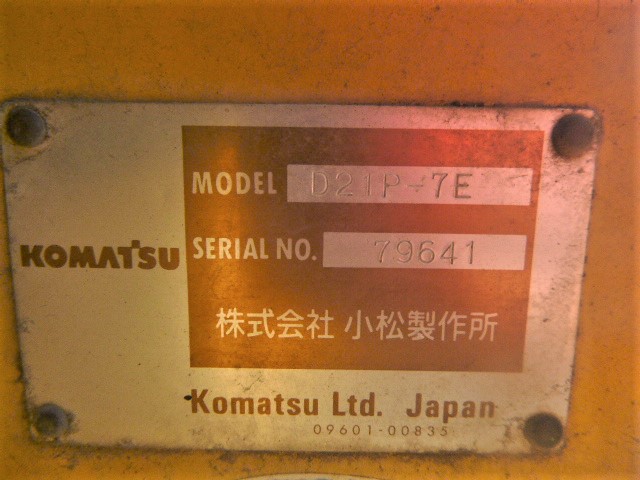 MODEL D21P-7E
KOMATSU SERIAL NO. 79641
株式会社 小松製作所
Komatsu Ltd. Japan
09601-00835